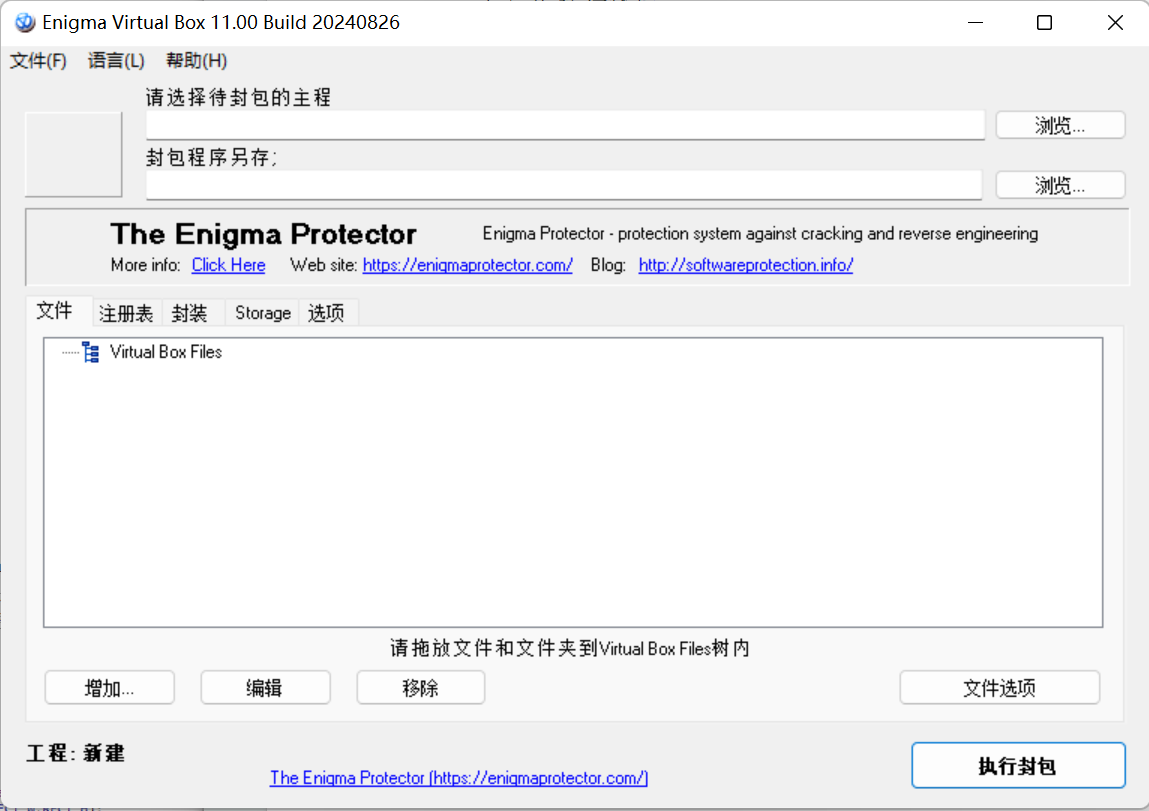 Enigma Virtual Box 11.00 Build 20240826
文件(F) 语言(L) 帮助(H)
请选择待封包的主程
浏览...
封包程序另存;
浏览...
The Enigma Protector Enigma Protector - protection system against cracking and reverse engineering
More info: Click Here Web site: https://enigmaprotector.com/ Blog: http://softwareprotection.info/
文件 注册表 封装 Storage 选项
Virtual Box Files
请拖放文件和文件夹到Virtual Box Files树内
增加... 编辑 移除 文件选项
工程: 新建
The Enigma Protector (https://enigmaprotector.com/)
执行封包